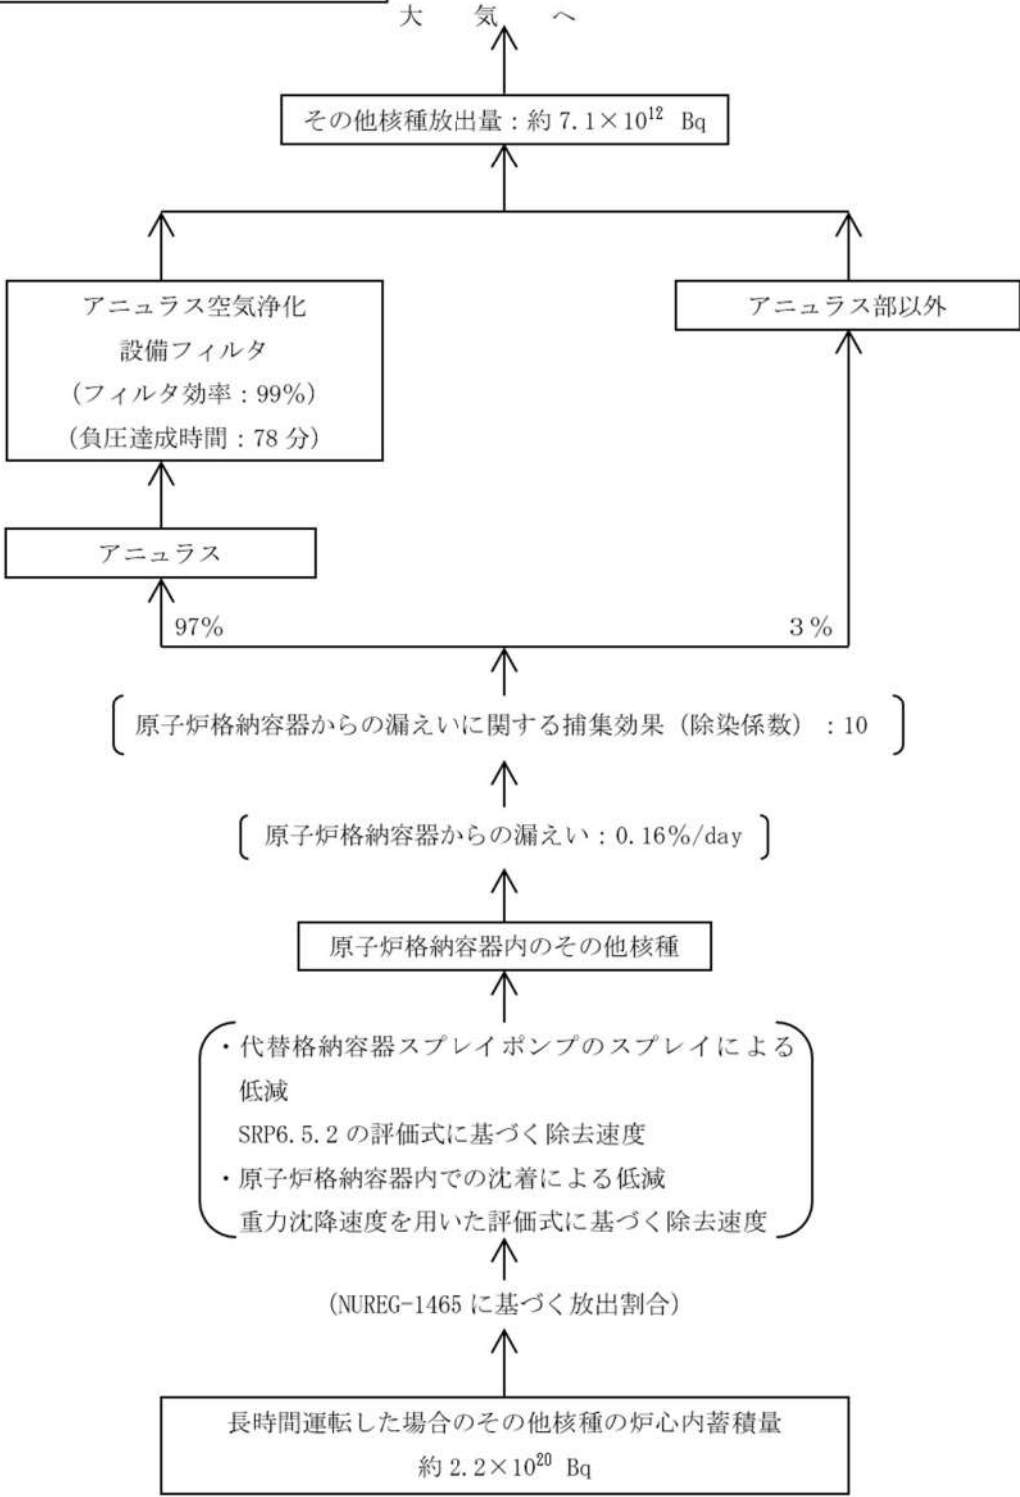 大 気 へ
その他核種放出量：約 7.1×10¹² Bq
アニュラス空気浄化
設備フィルタ
(フィルタ効率：99%)
(負圧達成時間：78 分)
アニュラス部以外
アニュラス
97%
3%
原子炉格納容器からの漏えいに関する捕集効果（除染係数）：10
原子炉格納容器からの漏えい：0.16%/day
原子炉格納容器内のその他核種
・代替格納容器スプレイポンプのスプレイによる
低減
SRP6.5.2 の評価式に基づく除去速度
・原子炉格納容器内での沈着による低減
重力沈降速度を用いた評価式に基づく除去速度
(NUREG-1465 に基づく放出割合)
長時間運転した場合のその他核種の炉心内蓄積量
約 2.2×10²⁰ Bq